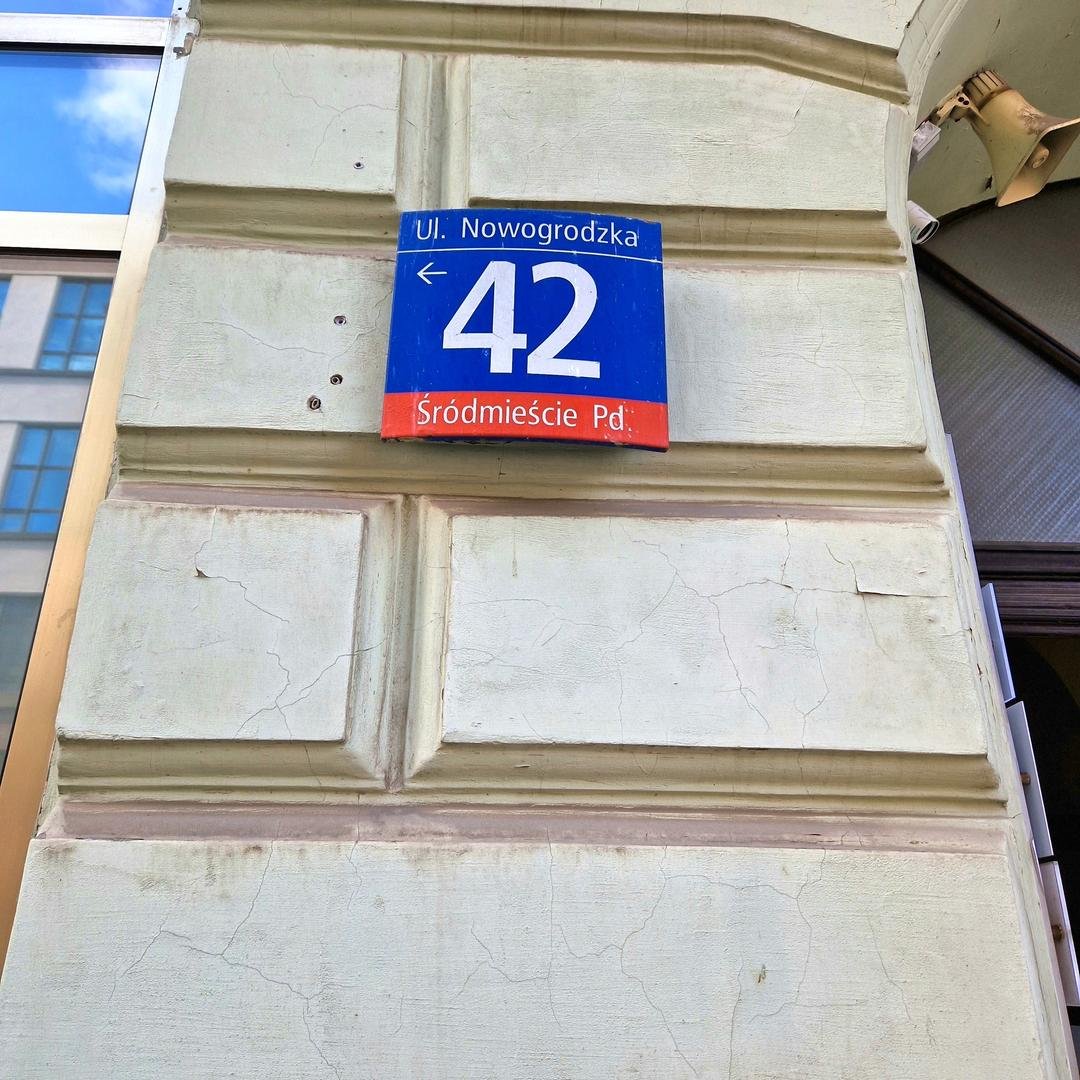 Ul. Nowogrodzka
← 42
Śródmieście Pd.